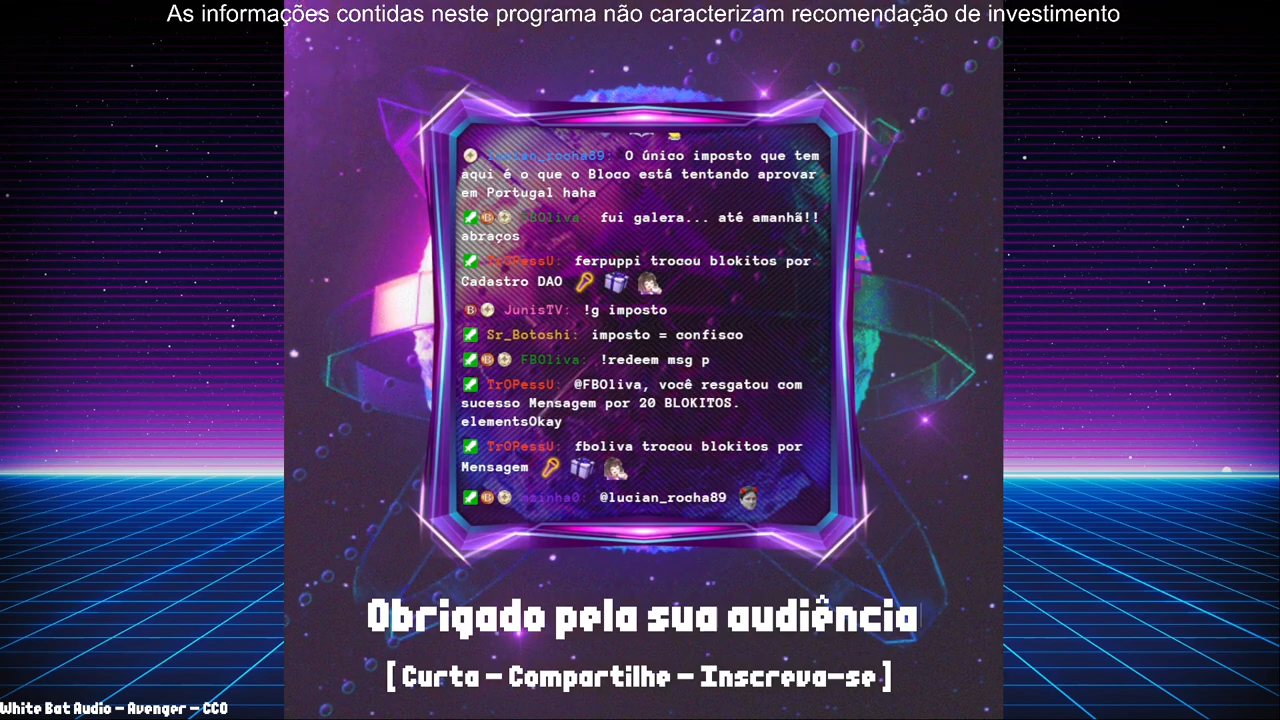 As informações contidas neste programa não caracterizam recomendação de investimento
lucian_rocha89: O único imposto que tem
aqui é o que o Bloco está tentando aprovar
em Portugal haha
FBOliva: fui galera... até amanhã!!
abraços
TrOPessU: ferpuppi trocou blokitos por
Cadastro DAO
JunisTV: !g imposto
Sr_Botoshi: imposto = confisco
FBOliva: !redeem msg p
TrOPessU: @FBOliva, você resgatou com
sucesso Mensagem por 20 BLOKITOS.
elementsOkay
TrOPessU: fboliva trocou blokitos por
Mensagem
@lucian_rocha89
Obrigado pela sua audiência
[ Curta - Compartilhe - Inscreva-se ]
White Bat Audio - Avenger - CC0